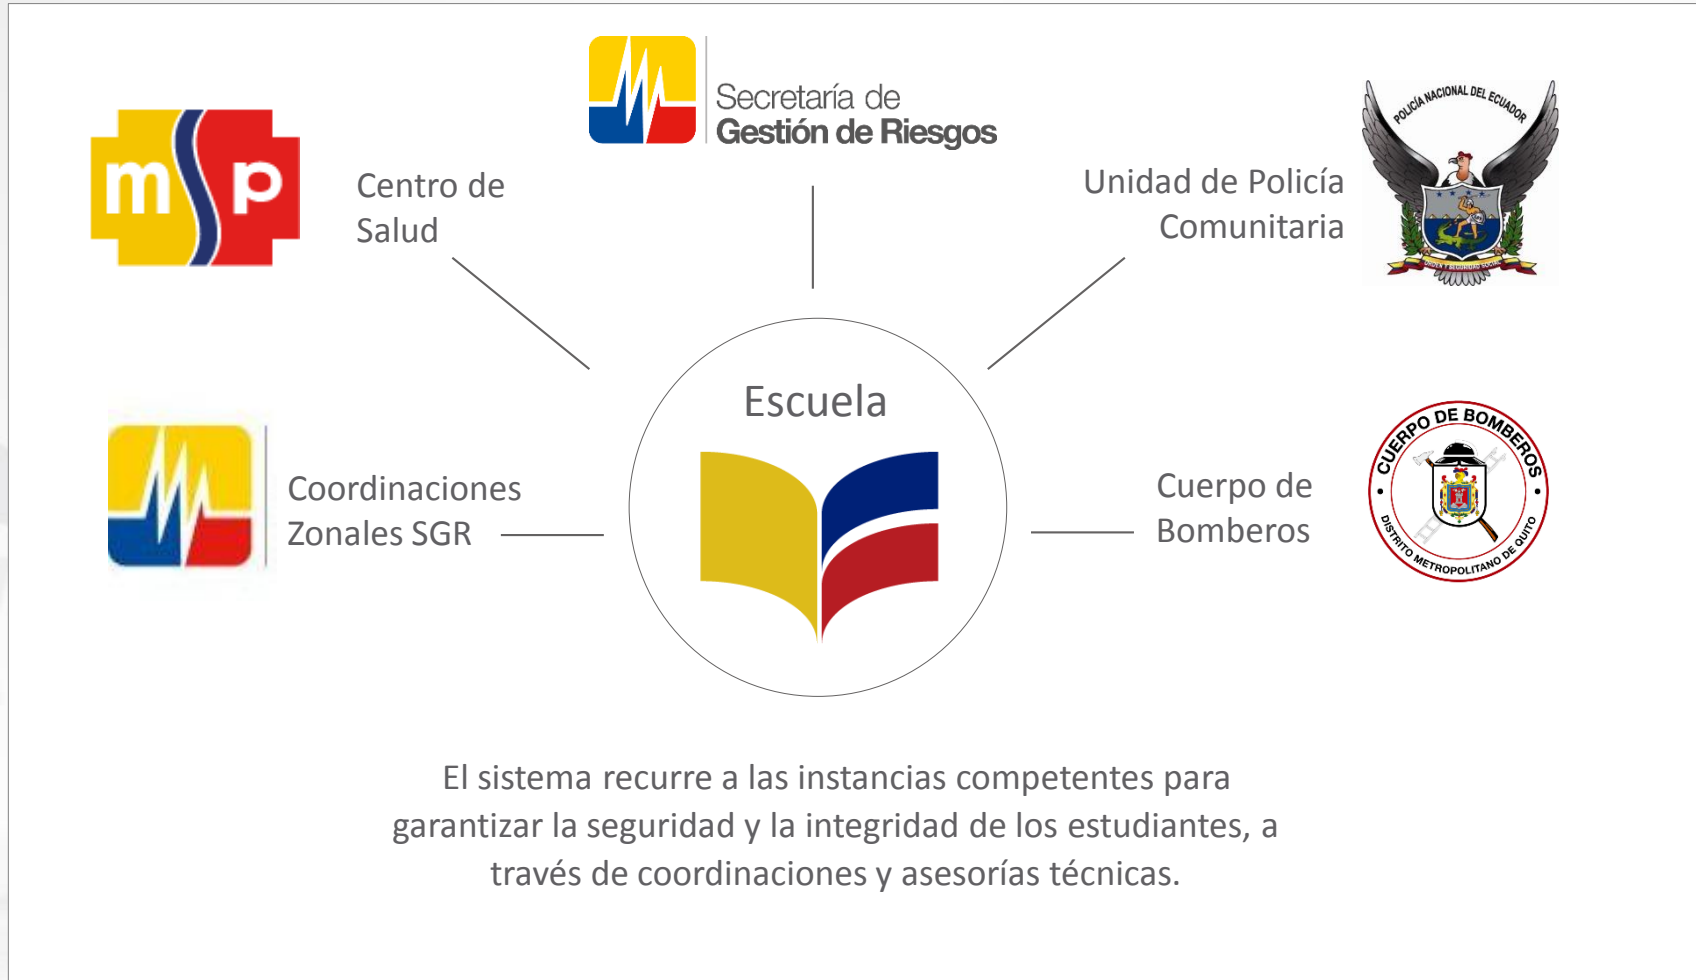 Secretaría de
Gestión de Riesgos
msp
Centro de
Salud
POLICÍA NACIONAL DEL ECUADOR
Unidad de Policía
Comunitaria
Escuela
Coordinaciones
Zonales SGR
Cuerpo de
Bomberos
CUERPO DE BOMBEROS
DISTRITO METROPOLITANO DE QUITO
El sistema recurre a las instancias competentes para
garantizar la seguridad y la integridad de los estudiantes, a
través de coordinaciones y asesorías técnicas.